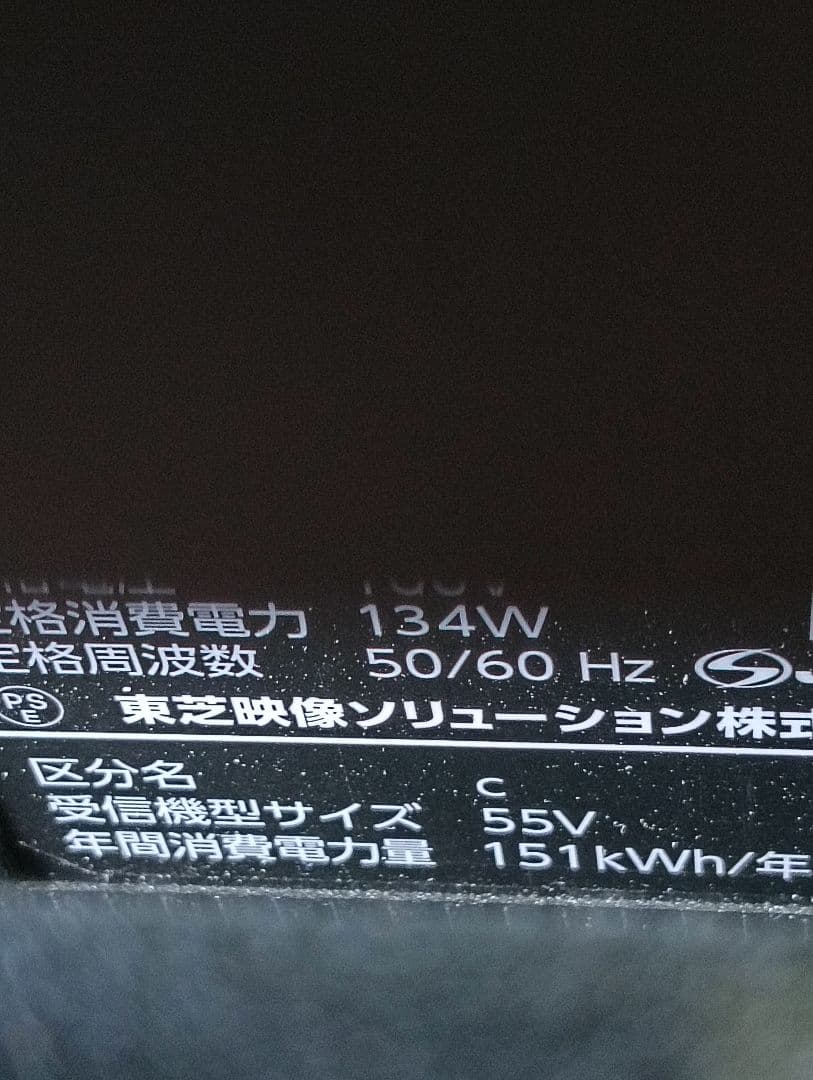 格消費電力 134W
定格周波数 50/60 Hz
PSE 東芝映像ソリューション株式
区分名 C
受信機型サイズ 55V
年間消費電力量 151kWh/年